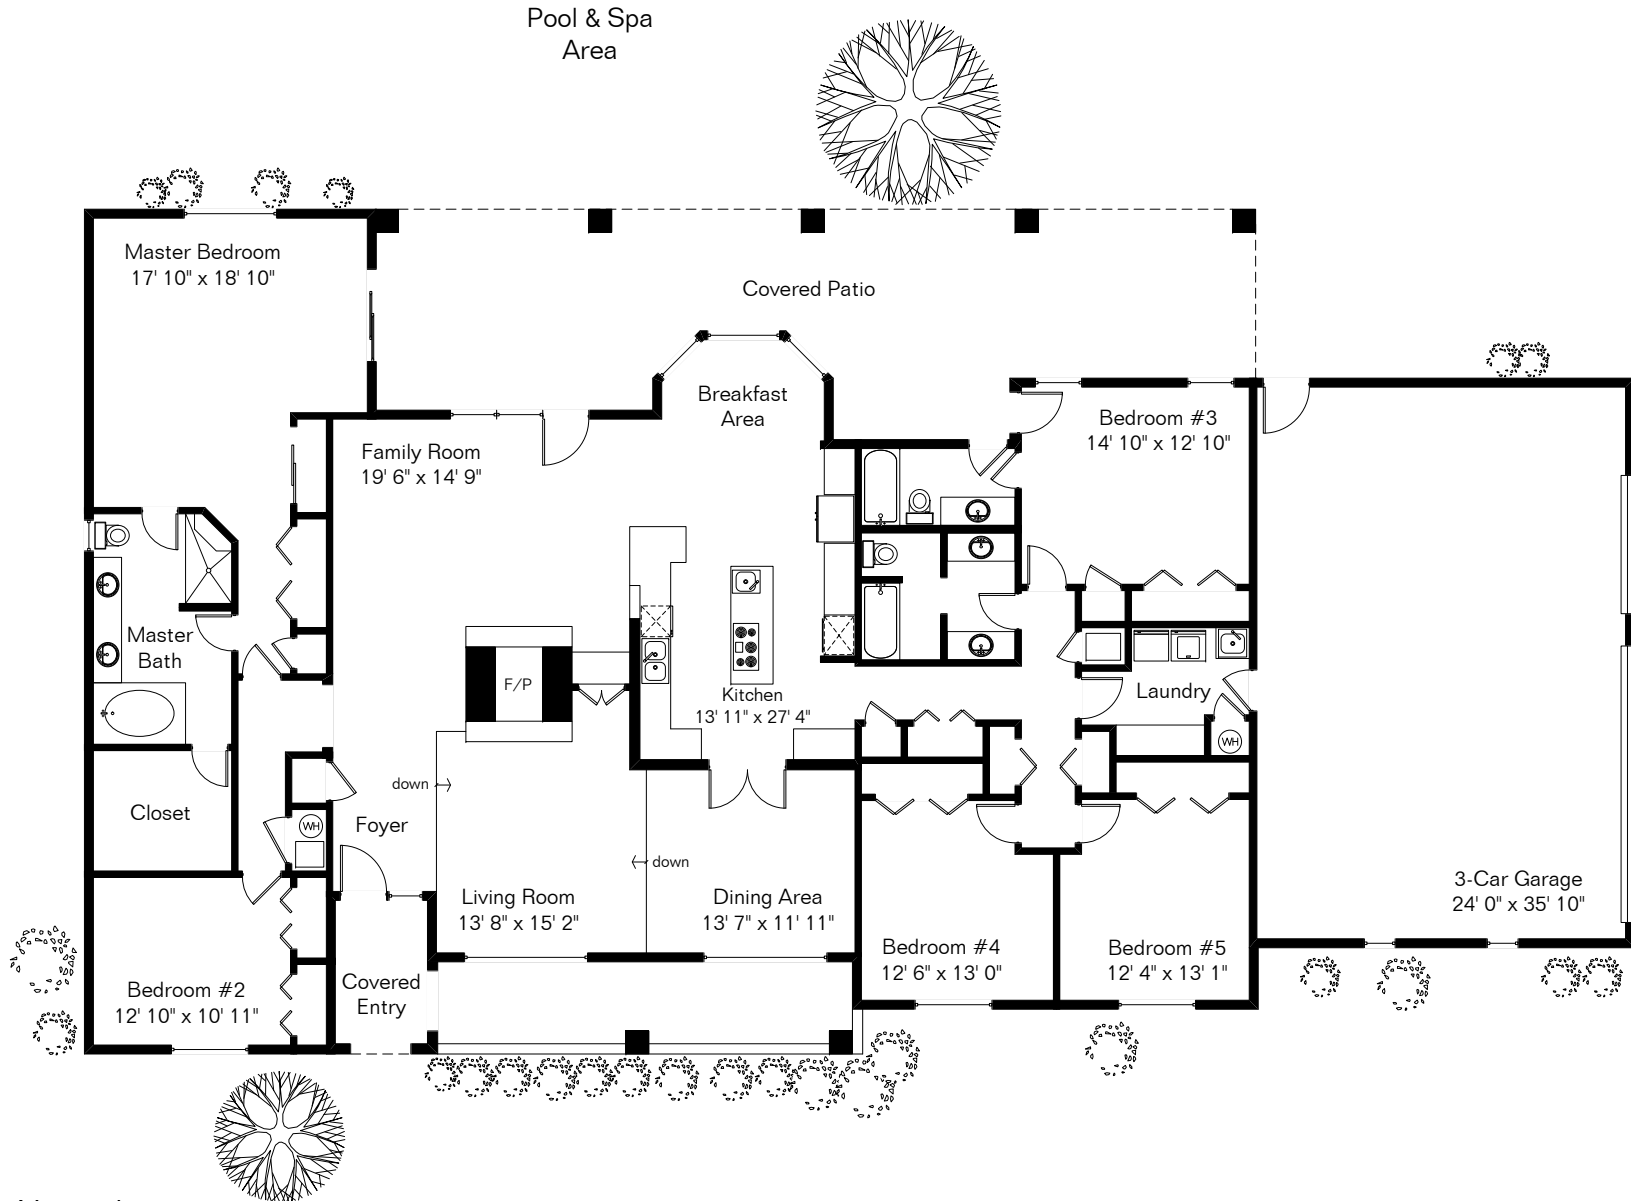 Pool & Spa
Area
Master Bedroom
17' 10" x 18' 10"
Covered Patio
Breakfast
Area
Family Room
19' 6" x 14' 9"
Bedroom #3
14' 10" x 12' 10"
Master
Bath
F/P
Kitchen
13' 11" x 27' 4"
Laundry
WH
down
Closet
Foyer
WH
down
Living Room
13' 8" x 15' 2"
Dining Area
13' 7" x 11' 11"
3-Car Garage
24' 0" x 35' 10"
Bedroom #4
12' 6" x 13' 0"
Bedroom #5
12' 4" x 13' 1"
Bedroom #2
12' 10" x 10' 11"
Covered
Entry